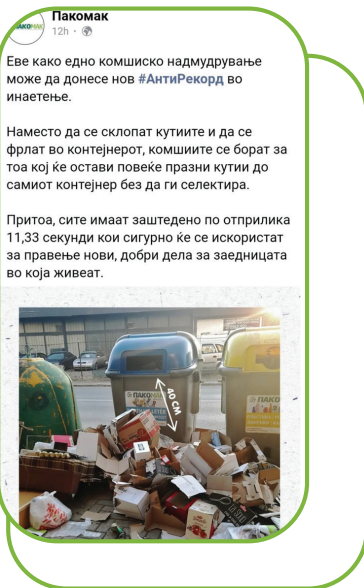 Пакомак
12h
Еве како едно комшиско надмудрување
може да донесе нов #АнтиРекорд во
инаетење.
Наместо да се склопат кутиите и да се
фрлат во контејнерот, комшиите се борат за
тоа кој ќе остави повеќе празни кутии до
самиот контејнер без да ги селектира.
Притоа, сите имаат заштедено по отприлика
11,33 секунди кои сигурно ќе се искористат
за правење нови, добри дела за заедницата
во која живеат.
40 СМ
ПАКОМАК